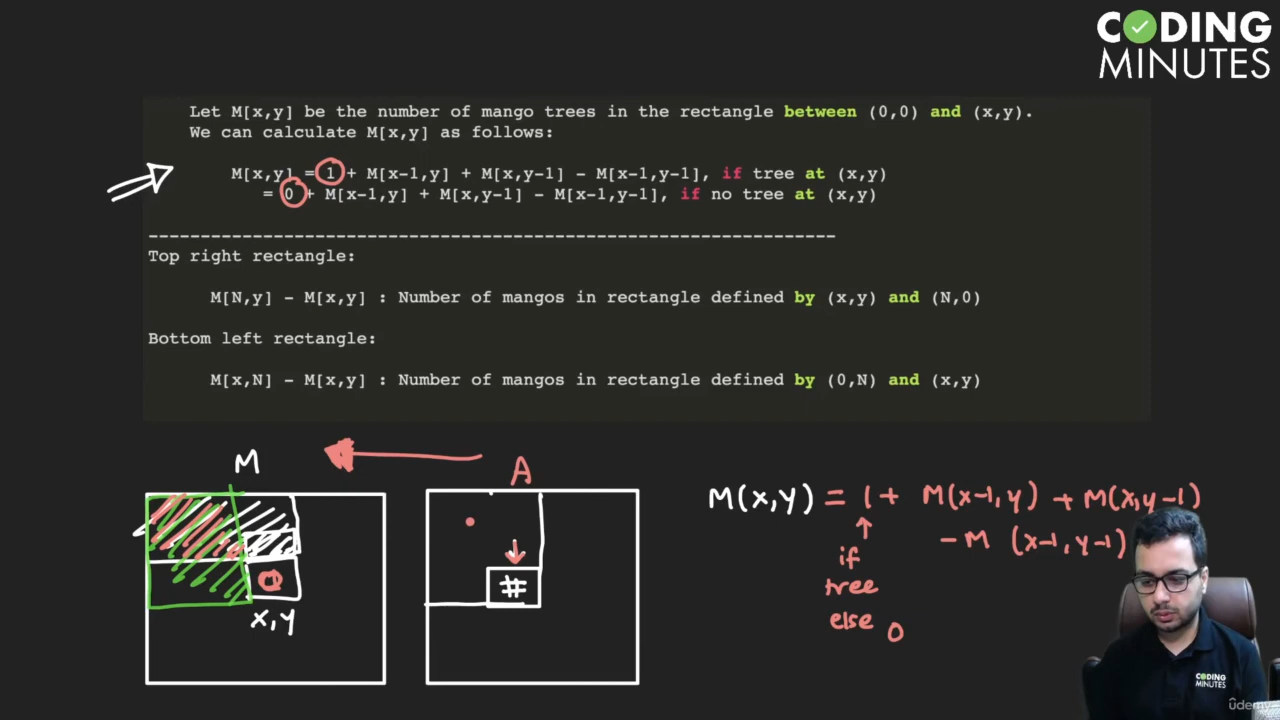 CODING
MINUTES
Let M[x,y] be the number of mango trees in the rectangle between (0,0) and (x,y).
We can calculate M[x,y] as follows:
M[x,y] = 1 + M[x-1,y] + M[x,y-1] - M[x-1,y-1], if tree at (x,y)
= 0 + M[x-1,y] + M[x,y-1] - M[x-1,y-1], if no tree at (x,y)
------------------------------------------------------------------
Top right rectangle:
M[N,y] - M[x,y] : Number of mangos in rectangle defined by (x,y) and (N,0)
Bottom left rectangle:
M[x,N] - M[x,y] : Number of mangos in rectangle defined by (0,N) and (x,y)
M
A
#
x,y
M(x,y) = 1 + M(x-1,y) + M(x,y-1)
- M (x-1,y-1)
if
tree
else 0
CODING
MINUTES
ûdemy